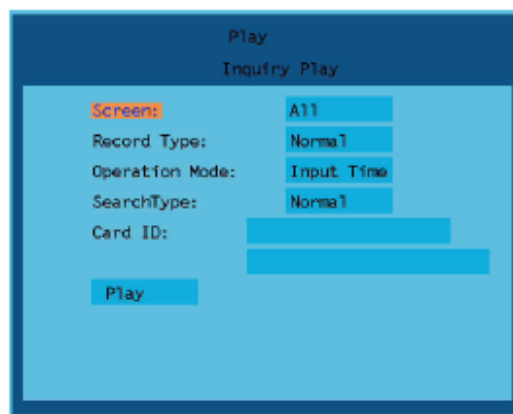 Play
Inquiry Play
Screen: All
Record Type: Normal
Operation Mode: Input Time
SearchType: Normal
Card ID:
Play